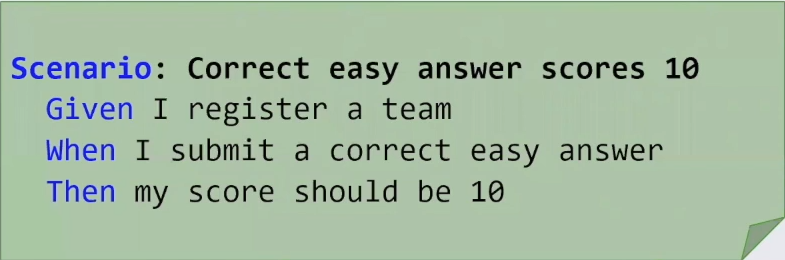 Scenario: Correct easy answer scores 10
Given I register a team
When I submit a correct easy answer
Then my score should be 10